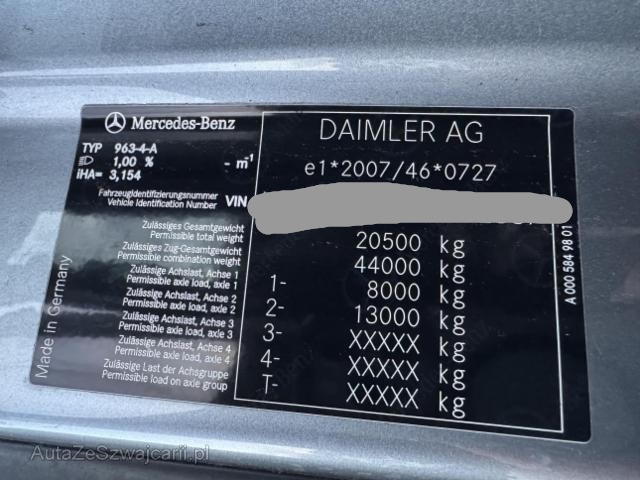 Mercedes-Benz
TYP 963-4-A
1,00 % - m-1
iHA= 3,154
Fahrzeugidentifizierungsnummer
Vehicle Identification Number VIN
Zulässiges Gesamtgewicht
Permissible total weight
Zulässiges Zug-Gesamtgewicht
Permissible combination weight
Zulässige Achslast, Achse 1
Permissible axle load, axle 1
Zulässige Achslast, Achse 2
Permissible axle load, axle 2
Zulässige Achslast, Achse 3
Permissible axle load, axle 3
Zulässige Achslast, Achse 4
Permissible axle load, axle 4
Zulässige Last der Achsgruppe
Permissible load on axle group
DAIMLER AG
e1*2007/46*0727
20500 kg
44000 kg
1- 8000 kg
2- 13000 kg
3- XXXXX kg
4- XXXXX kg
T- XXXXX kg
Made in Germany
A 000 584 98 01
AutaZeSzwajcarii.pl